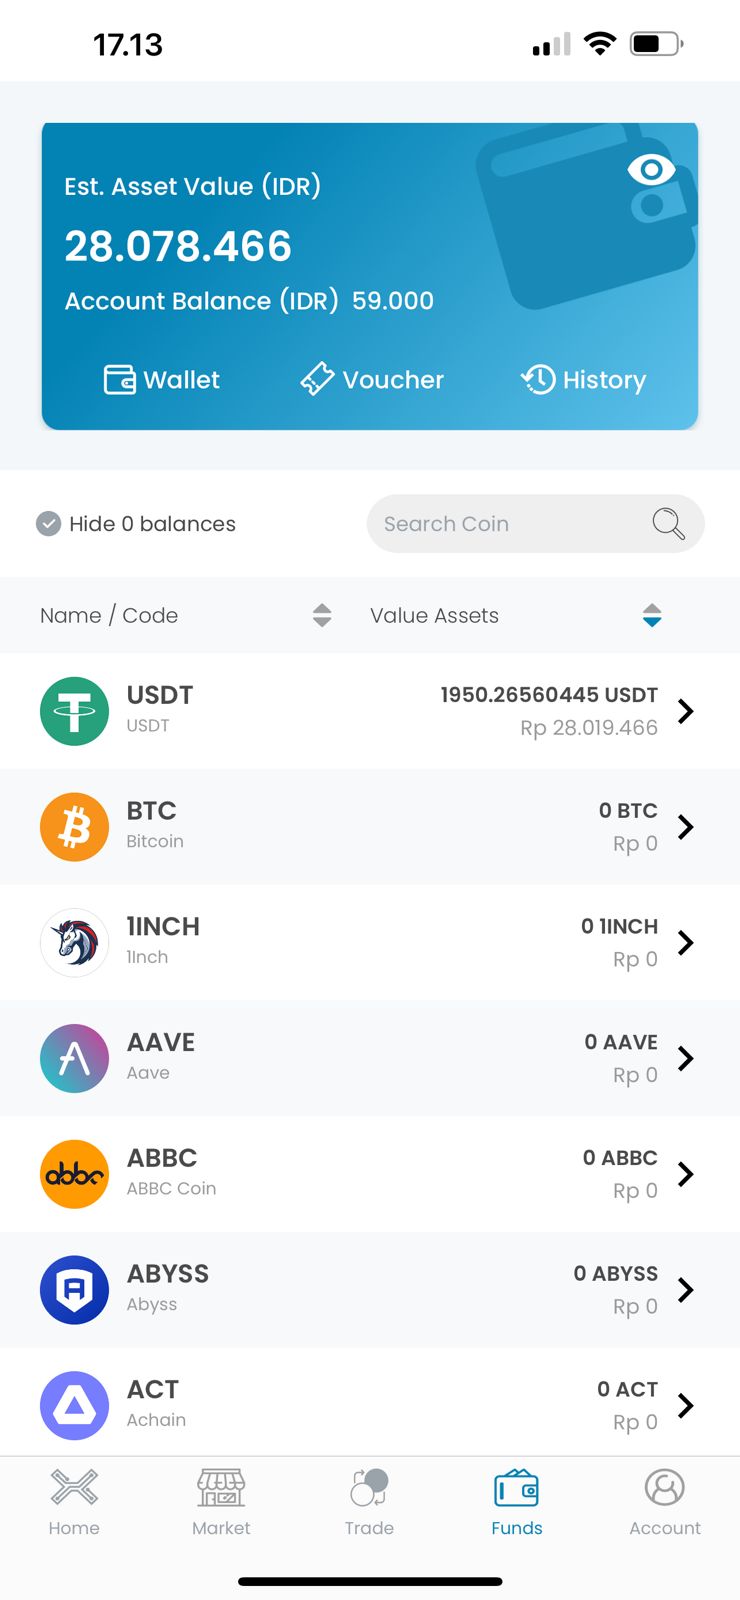 17.13
Est. Asset Value (IDR)
28.078.466
Account Balance (IDR) 59.000
Wallet Voucher History
Hide 0 balances Search Coin
Name / Code Value Assets
USDT 1950.26560445 USDT
USDT Rp 28.019.466
BTC 0 BTC
Bitcoin Rp 0
1INCH 0 1INCH
1Inch Rp 0
AAVE 0 AAVE
Aave Rp 0
abbc
ABBC 0 ABBC
ABBC Coin Rp 0
ABYSS 0 ABYSS
Abyss Rp 0
ACT 0 ACT
Achain Rp 0
Home Market Trade Funds Account